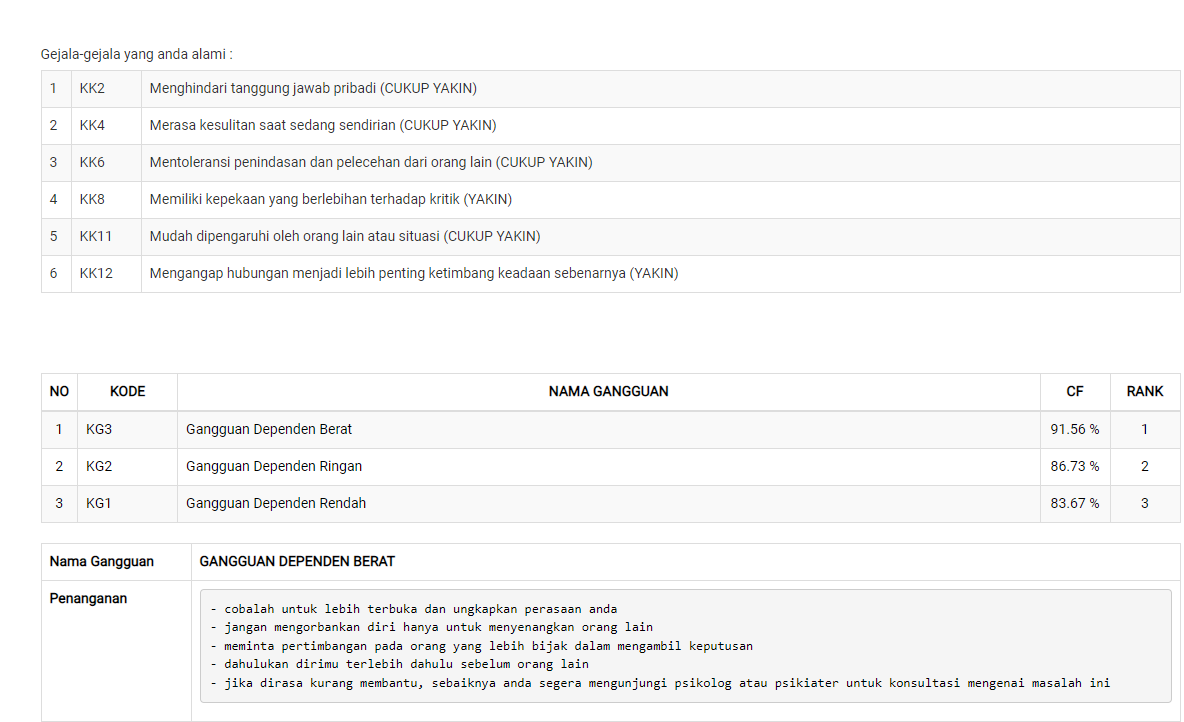 Gejala-gejala yang anda alami :
1 KK2 Menghindari tanggung jawab pribadi (CUKUP YAKIN)
2 KK4 Merasa kesulitan saat sedang sendirian (CUKUP YAKIN)
3 KK6 Mentoleransi penindasan dan pelecehan dari orang lain (CUKUP YAKIN)
4 KK8 Memiliki kepekaan yang berlebihan terhadap kritik (YAKIN)
5 KK11 Mudah dipengaruhi oleh orang lain atau situasi (CUKUP YAKIN)
6 KK12 Mengangap hubungan menjadi lebih penting ketimbang keadaan sebenarnya (YAKIN)
NO KODE NAMA GANGGUAN CF RANK
1 KG3 Gangguan Dependen Berat 91.56 % 1
2 KG2 Gangguan Dependen Ringan 86.73 % 2
3 KG1 Gangguan Dependen Rendah 83.67 % 3
Nama Gangguan GANGGUAN DEPENDEN BERAT
Penanganan
- cobalah untuk lebih terbuka dan ungkapkan perasaan anda
- jangan mengorbankan diri hanya untuk menyenangkan orang lain
- meminta pertimbangan pada orang yang lebih bijak dalam mengambil keputusan
- dahulukan dirimu terlebih dahulu sebelum orang lain
- jika dirasa kurang membantu, sebaiknya anda segera mengunjungi psikolog atau psikiater untuk konsultasi mengenai masalah ini